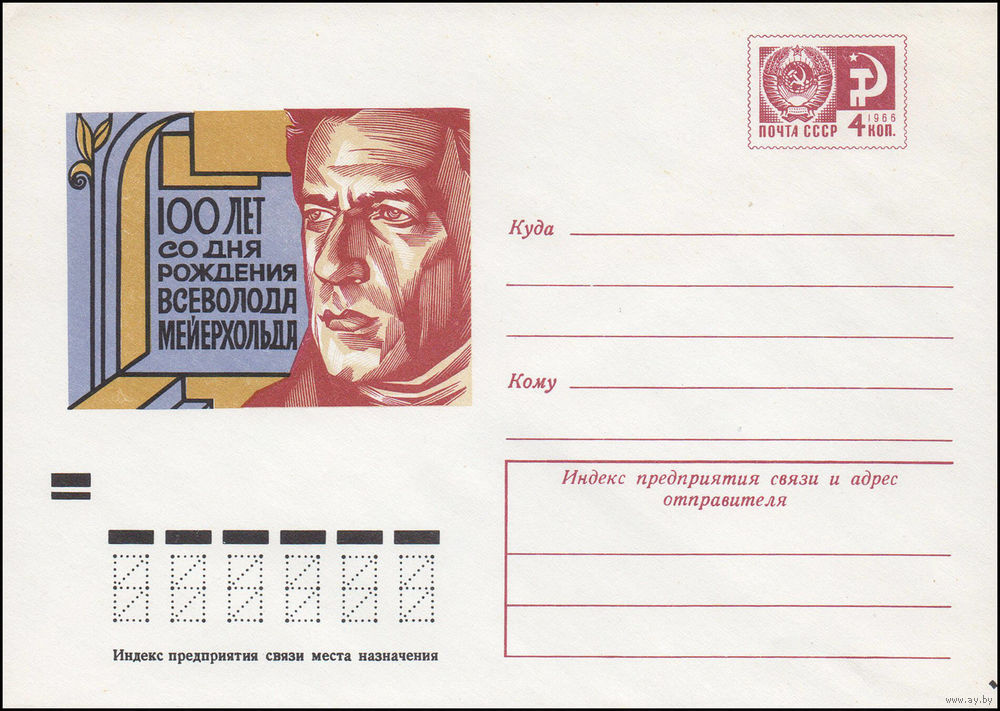 ПОЧТА СССР
1966
4 КОП.
100 ЛЕТ
СО ДНЯ
РОЖДЕНИЯ
ВСЕВОЛОДА
МЕЙЕРХОЛЬДА
Куда
Кому
Индекс предприятия связи и адрес
отправителя
Индекс предприятия связи места назначения
www.ay.by